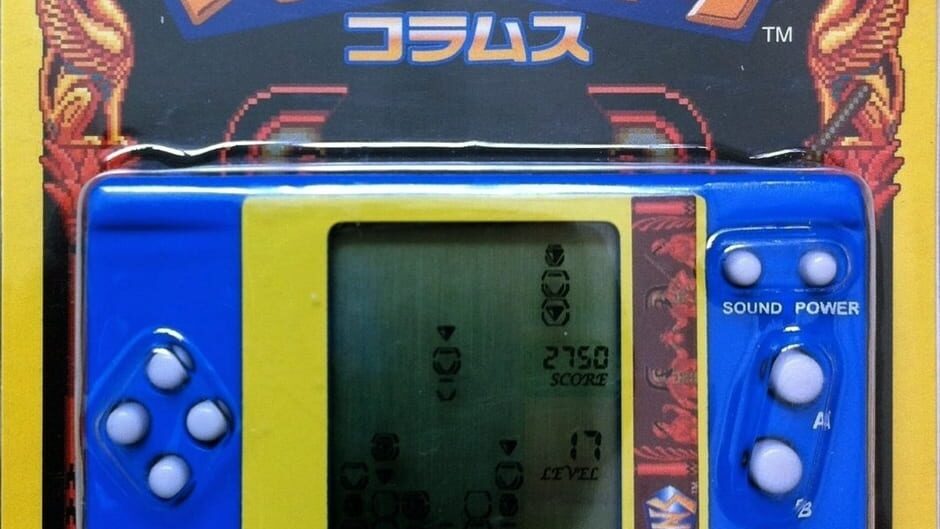 コラムス
TM
2750
SCORE
17
LEVEL
SOUND POWER
A
B